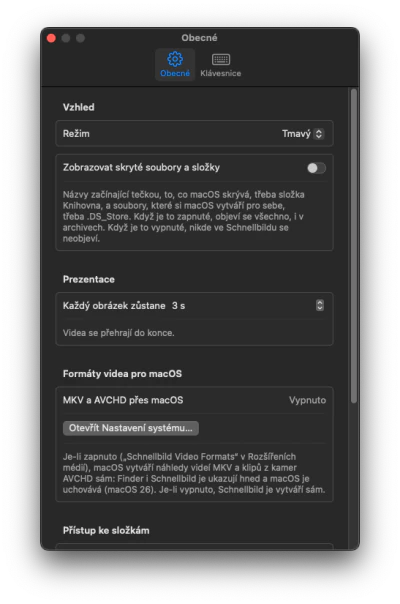 Obecné
Obecné
Klávesnice
Vzhled
Režim
Tmavý
Zobrazovat skryté soubory a složky
Názvy začínající tečkou, to, co macOS skrývá, třeba složka
Knihovna, a soubory, které si macOS vytváří pro sebe,
třeba .DS_Store. Když je to zapnuté, objeví se všechno, i v
archivech. Když je to vypnuté, nikde ve Schnellbildu se
neobjeví.
Prezentace
Každý obrázek zůstane 3 s
Videa se přehrají do konce.
Formáty videa pro macOS
MKV a AVCHD přes macOS
Vypnuto
Otevřít Nastavení systému...
Je-li zapnuto („Schnellbild Video Formats“ v Rozšířeních
médií), macOS vytváří náhledy videí MKV a klipů z kamer
AVCHD sám: Finder i Schnellbild je ukazují hned a macOS je
uchovává (macOS 26). Je-li vypnuto, Schnellbild je vytváří sám.
Přístup ke složkám